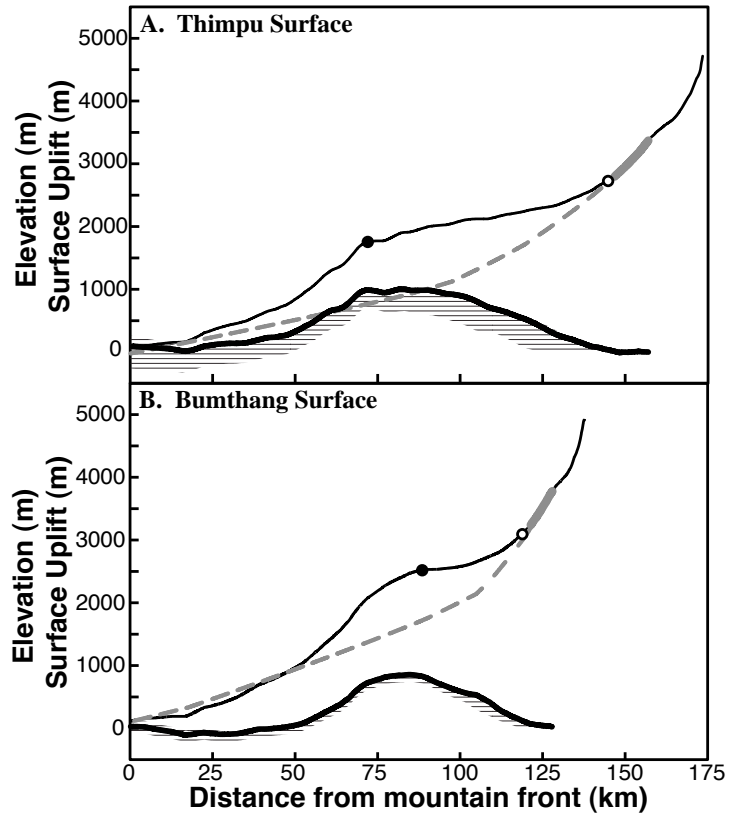 A. Thimpu Surface
5000
4000
3000
2000
1000
0
Elevation (m)
Surface Uplift (m)
B. Bumthang Surface
5000
4000
3000
2000
1000
0
Elevation (m)
Surface Uplift (m)
0 25 50 75 100 125 150 175
Distance from mountain front (km)